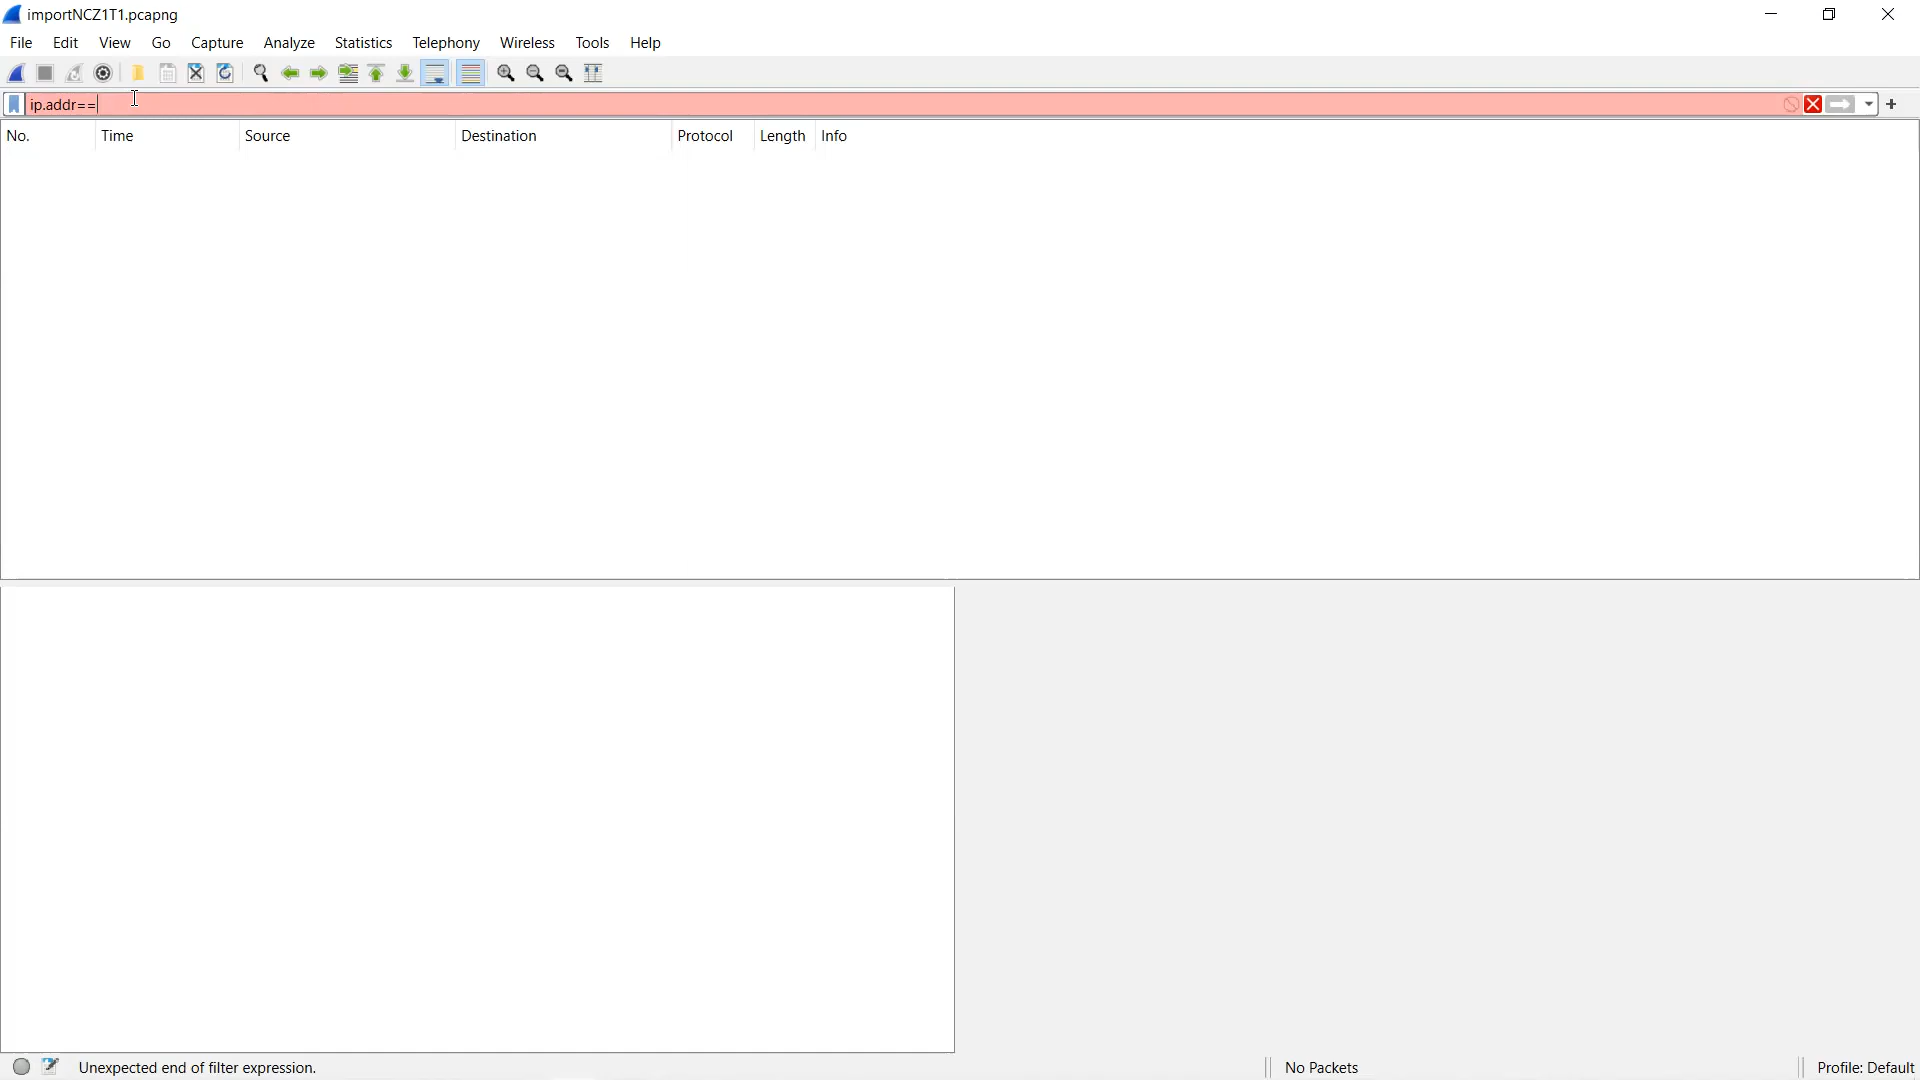 importNCZ1T1.pcapng
File Edit View Go Capture Analyze Statistics Telephony Wireless Tools Help
ip.addr==
No. Time Source Destination Protocol Length Info
Unexpected end of filter expression. No Packets Profile: Default